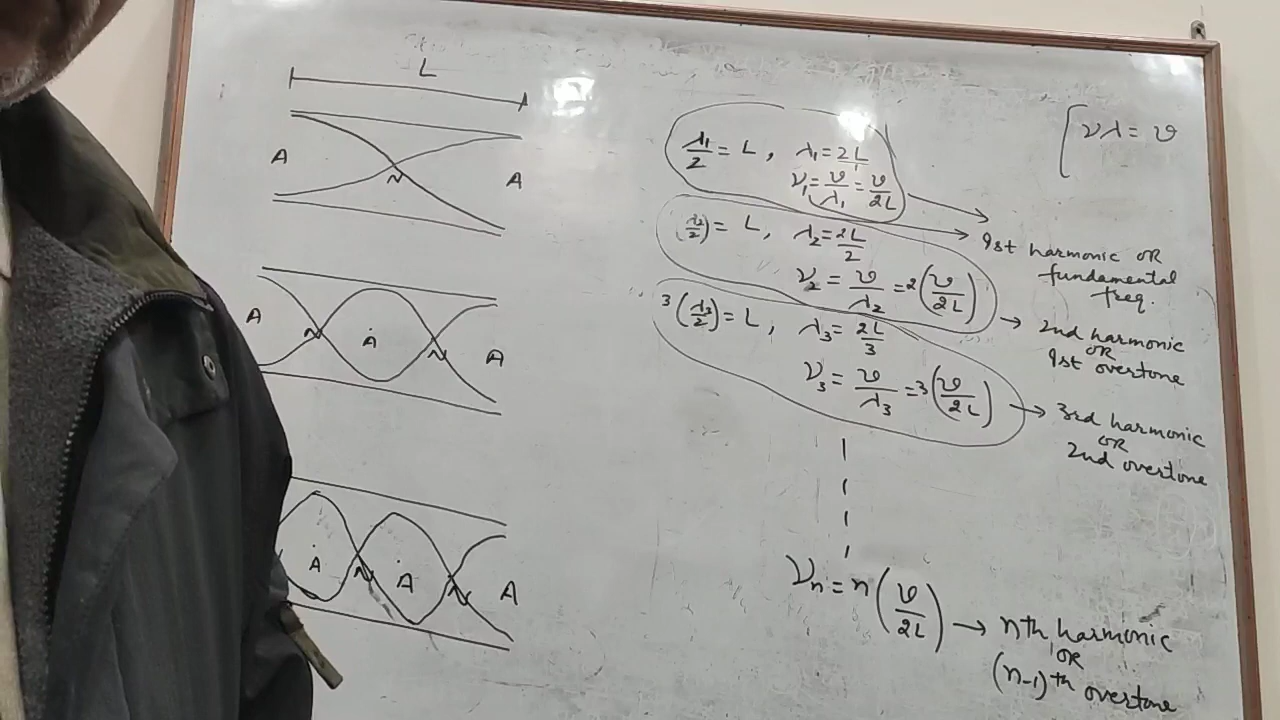 L
A N A
A N A N A
A N A N A
νλ = v
λ₁/2 = L, λ₁ = 2L/1
ν₁ = v/λ₁ = v/2L
1st harmonic OR
fundamental
freq.
(λ₂/2) = L, λ₂ = 2L/2
ν₂ = v/λ₂ = 2(v/2L)
2nd harmonic
OR
1st overtone
3(λ₃/2) = L, λ₃ = 2L/3
ν₃ = v/λ₃ = 3(v/2L)
3rd harmonic
OR
2nd overtone
νₙ = n(v/2L)
nth harmonic
OR
(n-1)th overtone